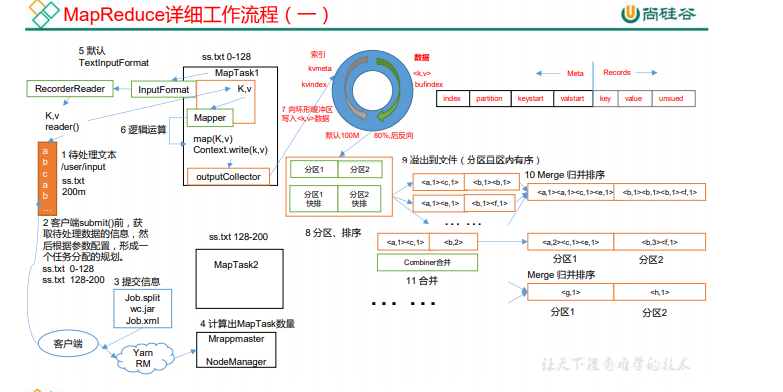 MapReduce详细工作流程（一）
尚硅谷
5 默认
TextInputFormat
ss.txt 0-128
MapTask1
RecorderReader
InputFormat
K,v
reader()
K,v
Mapper
6 逻辑运算
map(K,v)
Context.write(k,v)
outputCollector
a
b
c
a
b
...
1 待处理文本
/user/input
ss.txt
200m
2 客户端submit()前，获
取待处理数据的信息，然
后根据参数配置，形成一
个任务分配的规划。
ss.txt 0-128
ss.txt 128-200
3 提交信息
Job.split
wc.jar
Job.xml
客户端
Yarn
RM
4 计算出MapTask数量
Mrappmaster
NodeManager
ss.txt 128-200
MapTask2
索引
kvmeta
kvindex
数据
<k,v>
bufindex
7 向环形缓冲区
写入<k,v>数据
默认100M
80%,后反向
Meta
Records
index
partition
keystart
valstart
key
value
unsued
分区1
分区2
分区1
快排
分区2
快排
8 分区、排序
9 溢出到文件（分区且区内有序）
<a,1><c,1>
<b,1><b,1>
<a,1><e,1>
<b,1><f,1>
... ...
10 Merge 归并排序
<a,1><a,1><c,1><e,1>
<b,1><b,1><b,1><f,1>
<a,1><c,1>
<b,2>
Combiner合并
11 合并
... ...
<a,2><c,1><e,1>
<b,3><f,1>
分区1
分区2
Merge 归并排序
<g,1>
<h,1>
分区1
分区2
让天下没有难学的技术